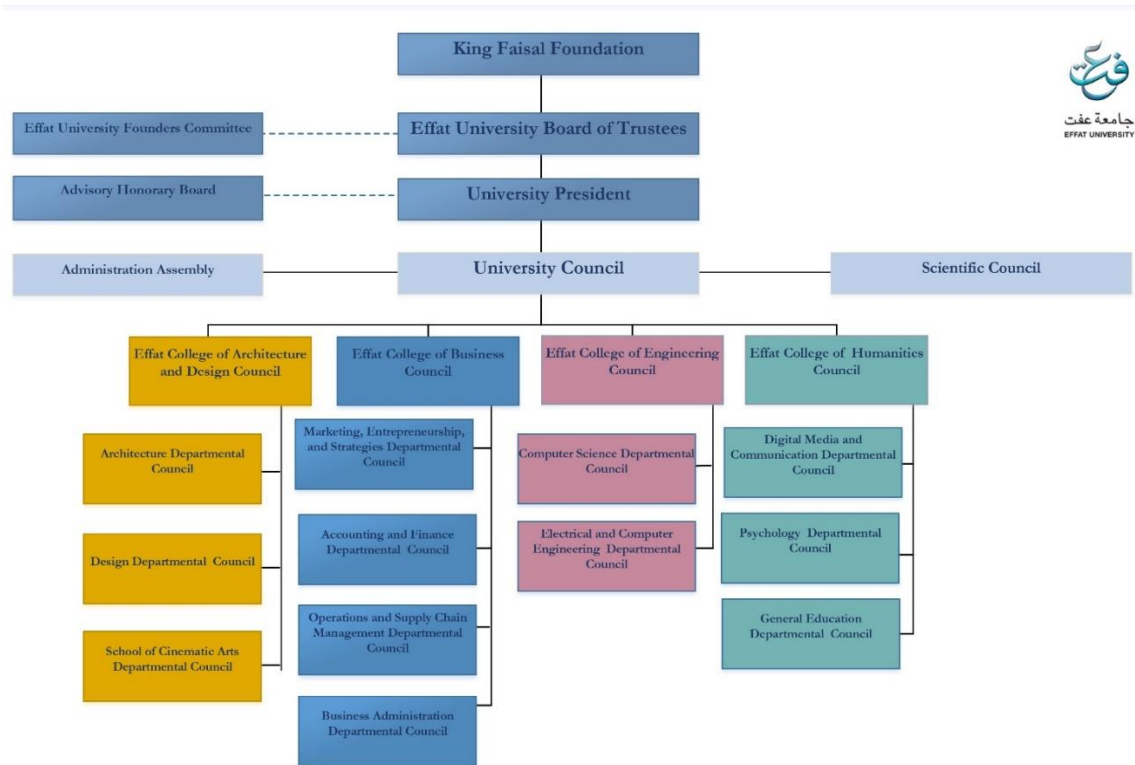 King Faisal Foundation
جامعة عفت
EFFAT UNIVERSITY
Effat University Founders Committee
Effat University Board of Trustees
Advisory Honorary Board
University President
Administration Assembly
University Council
Scientific Council
Effat College of Architecture
and Design Council
Effat College of Business
Council
Effat College of Engineering
Council
Effat College of Humanities
Council
Architecture Departmental
Council
Design Departmental Council
School of Cinematic Arts
Departmental Council
Marketing, Entrepreneurship,
and Strategies Departmental
Council
Accounting and Finance
Departmental Council
Operations and Supply Chain
Management Departmental
Council
Business Administration
Departmental Council
Computer Science Departmental
Council
Electrical and Computer
Engineering Departmental
Council
Digital Media and
Communication Departmental
Council
Psychology Departmental
Council
General Education
Departmental Council